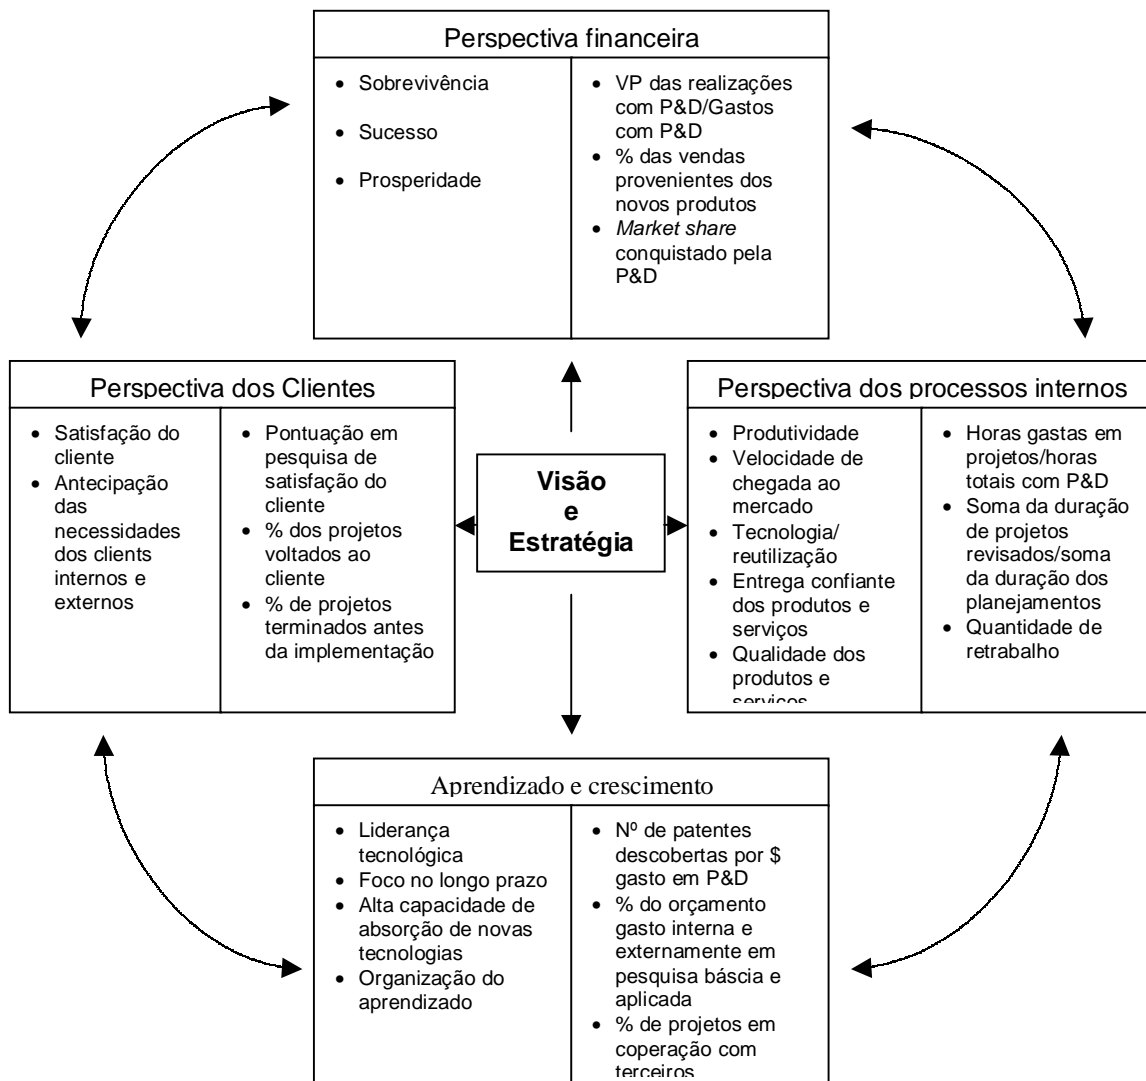 Perspectiva financeira
• Sobrevivência
• Sucesso
• Prosperidade
• VP das realizações
com P&D/Gastos
com P&D
• % das vendas
provenientes dos
novos produtos
• Market share
conquistado pela
P&D
Perspectiva dos Clientes
• Satisfação do
cliente
• Antecipação
das
necessidades
dos clients
internos e
externos
• Pontuação em
pesquisa de
satisfação do
cliente
• % dos projetos
voltados ao
cliente
• % de projetos
terminados antes
da implementação
Visão
e
Estratégia
Perspectiva dos processos internos
• Produtividade
• Velocidade de
chegada ao
mercado
• Tecnologia/
reutilização
• Entrega confiante
dos produtos e
serviços
• Qualidade dos
produtos e
serviços
• Horas gastas em
projetos/horas
totais com P&D
• Soma da duração
de projetos
revisados/soma
da duração dos
planejamentos
• Quantidade de
retrabalho
Aprendizado e crescimento
• Liderança
tecnológica
• Foco no longo prazo
• Alta capacidade de
absorção de novas
tecnologias
• Organização do
aprendizado
• Nº de patentes
descobertas por $
gasto em P&D
• % do orçamento
gasto interna e
externamente em
pesquisa báscia e
aplicada
• % de projetos em
coperação com
terceiros